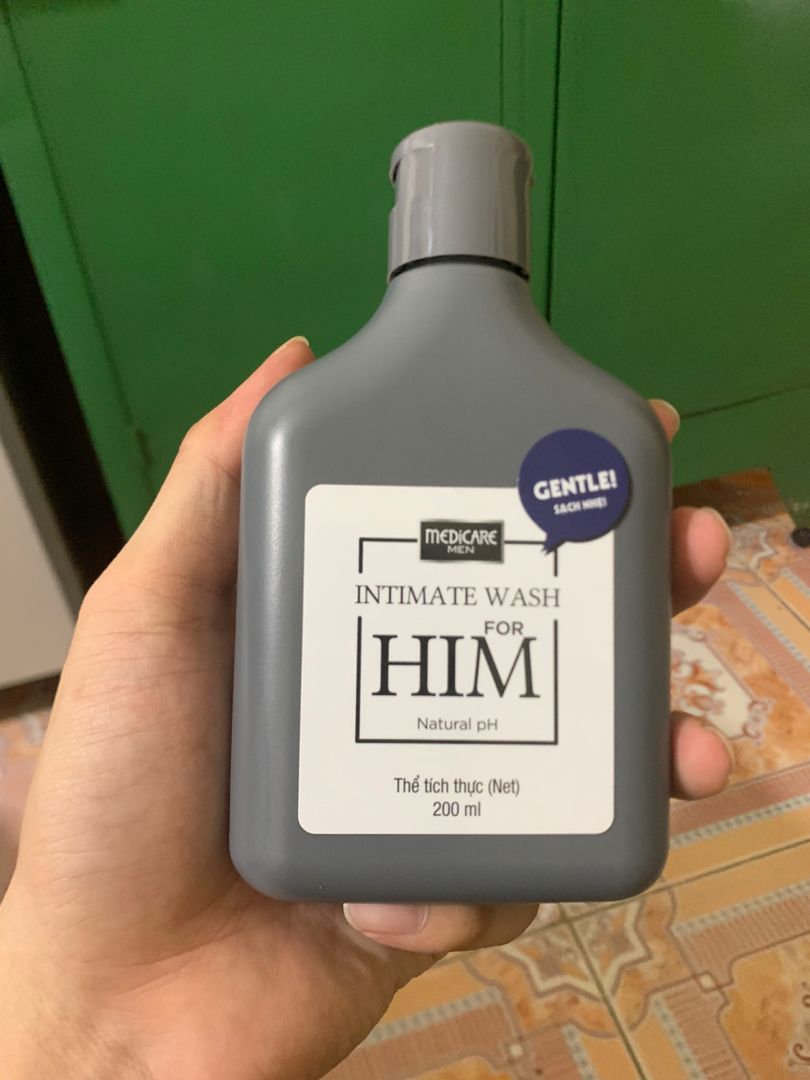 GENTLE!
SẠCH NHẸ!
MEDiCARE
MEN
INTIMATE WASH
FOR
HIM
Natural pH
Thể tích thực (Net)
200 ml